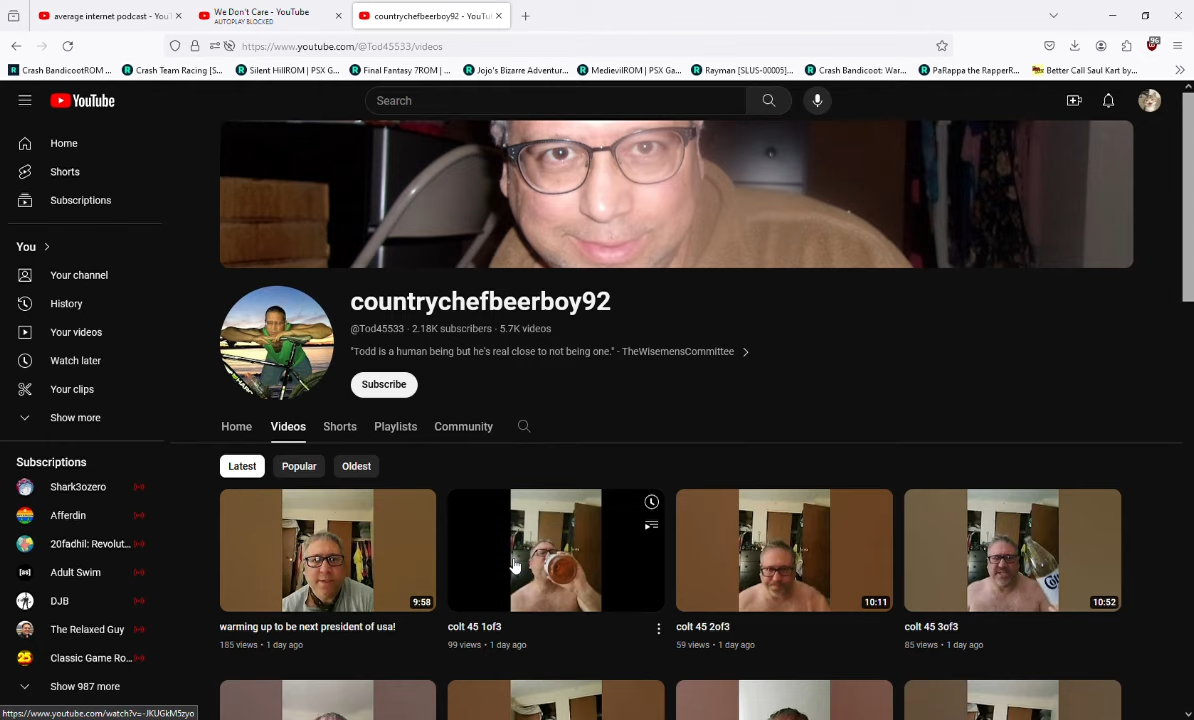 average internet podcast - YouT
We Don't Care - YouTube
AUTOPLAY BLOCKED
countrychefbeerboy92 - YouTul
https://www.youtube.com/@Tod45533/videos
96
Crash BandicootROM ...
Crash Team Racing [S...
Silent HillROM | PSX G...
Final Fantasy 7ROM | ...
Jojo's Bizarre Adventur...
MedievilROM | PSX Ga...
Rayman [SLUS-00005]...
Crash Bandicoot: War...
PaRappa the RapperR...
Better Call Saul Kart by...
YouTube
Search
Home
Shorts
Subscriptions
You
Your channel
History
Your videos
Watch later
Your clips
Show more
Subscriptions
Shark3ozero
Afferdin
20fadhil: Revolut...
Adult Swim
DJB
The Relaxed Guy
Classic Game Ro...
Show 987 more
countrychefbeerboy92
@Tod45533 · 2.18K subscribers · 5.7K videos
"Todd is a human being but he's real close to not being one." - TheWisemensCommittee
Subscribe
Home Videos Shorts Playlists Community
Latest Popular Oldest
9:58
10:11
10:52
warming up to be next president of usa!
185 views · 1 day ago
colt 45 1of3
99 views · 1 day ago
colt 45 2of3
59 views · 1 day ago
colt 45 3of3
85 views · 1 day ago
https://www.youtube.com/watch?v=-JKUGkM5zyo